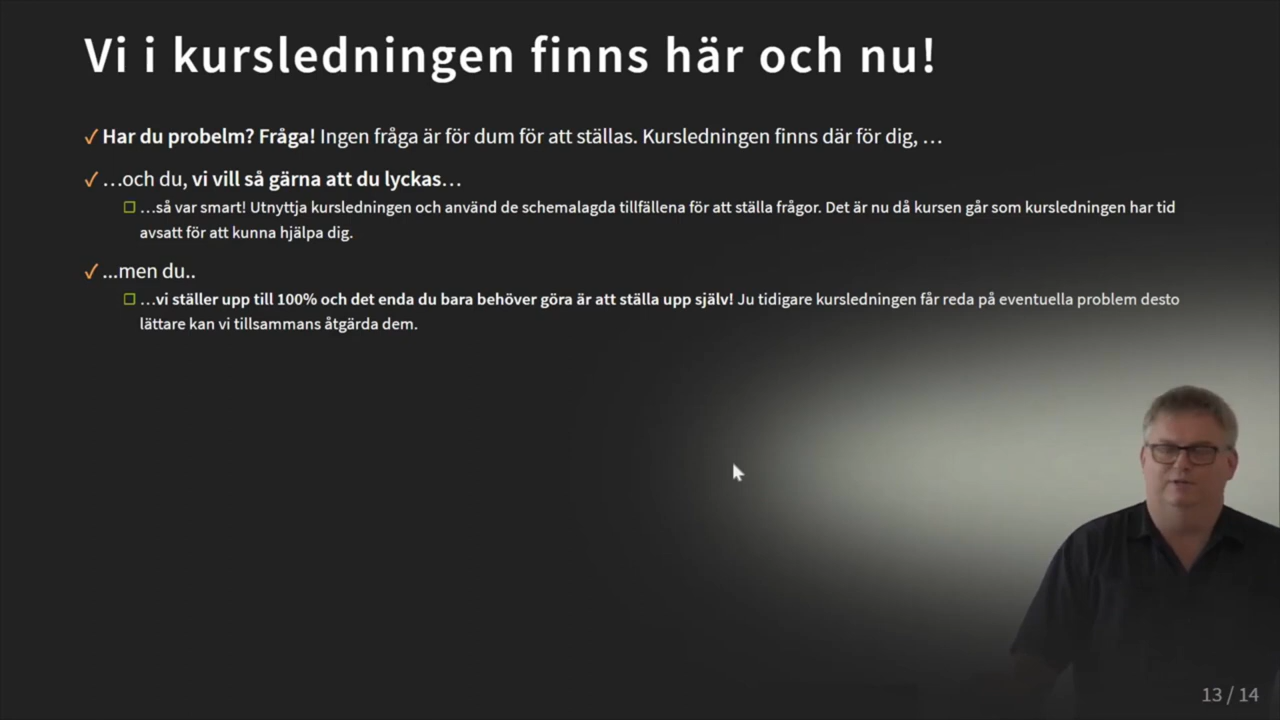 Vi i kursledningen finns här och nu!
✓ Har du probelm? Fråga! Ingen fråga är för dum för att ställas. Kursledningen finns där för dig, …
✓ …och du, vi vill så gärna att du lyckas…
…så var smart! Utnyttja kursledningen och använd de schemalagda tillfällena för att ställa frågor. Det är nu då kursen går som kursledningen har tid
avsatt för att kunna hjälpa dig.
✓ ...men du..
…vi ställer upp till 100% och det enda du bara behöver göra är att ställa upp själv! Ju tidigare kursledningen får reda på eventuella problem desto
lättare kan vi tillsammans åtgärda dem.
13 / 14